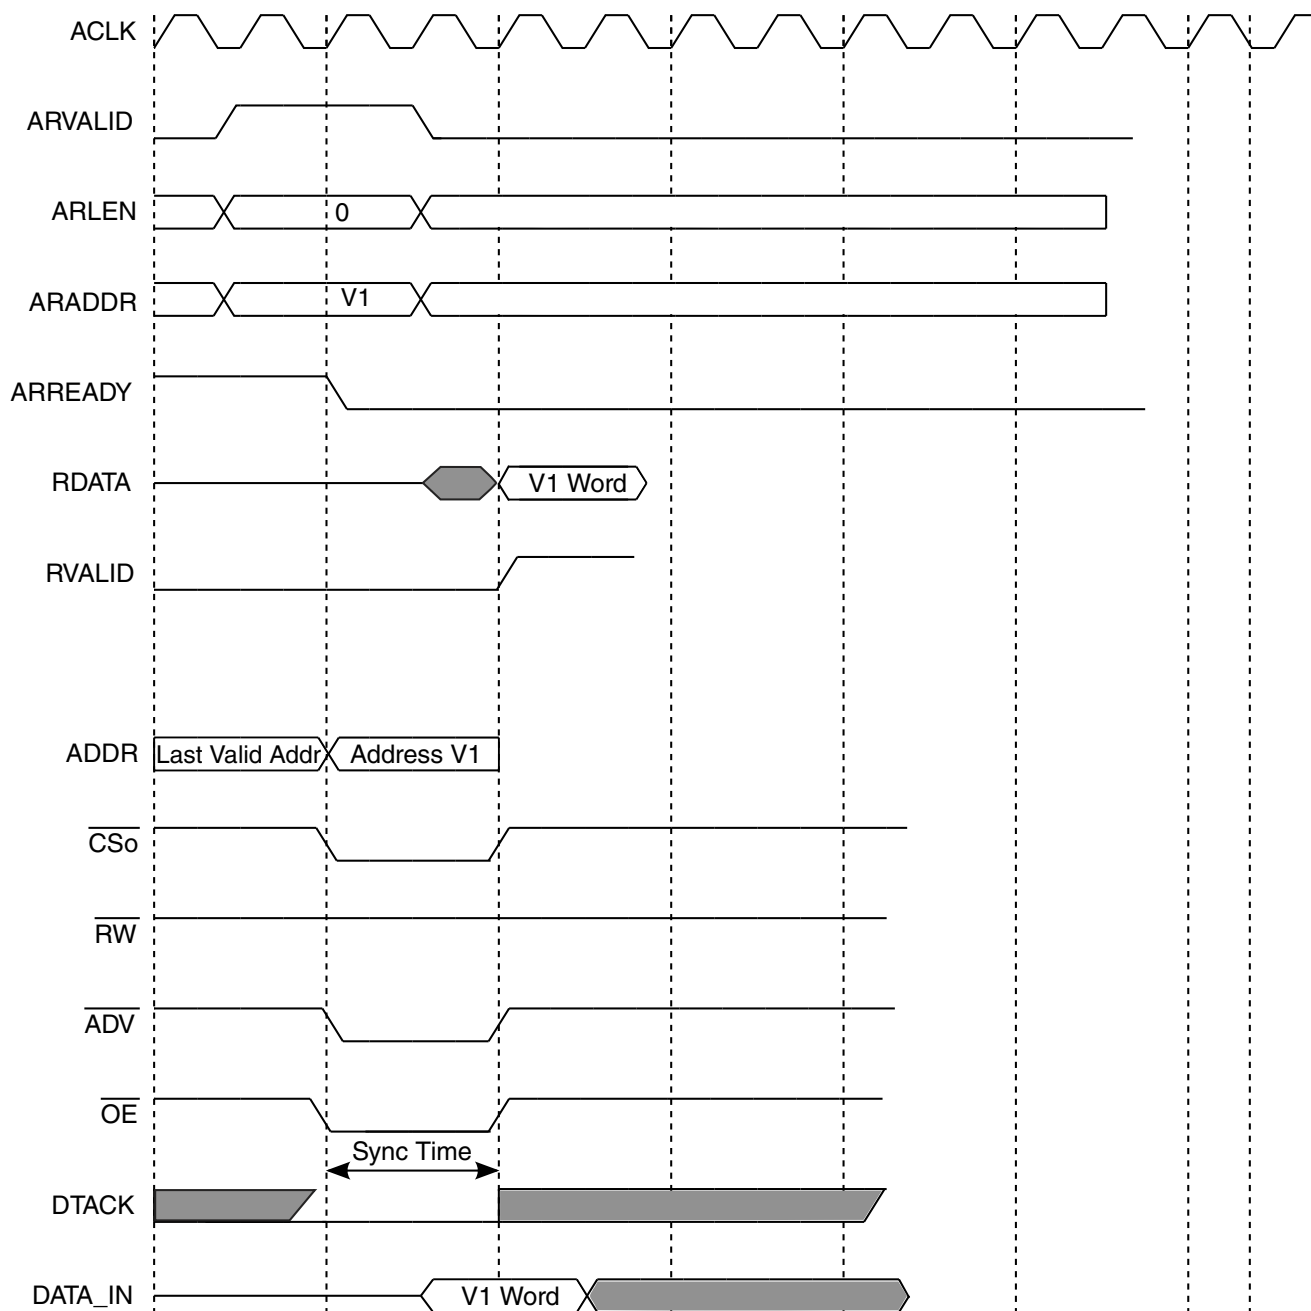 ACLK
ARVALID
ARLEN 0
ARADDR V1
ARREADY
RDATA V1 Word
RVALID
ADDR Last Valid Addr Address V1
CSo
RW
ADV
OE
Sync Time
DTACK
DATA_IN V1 Word